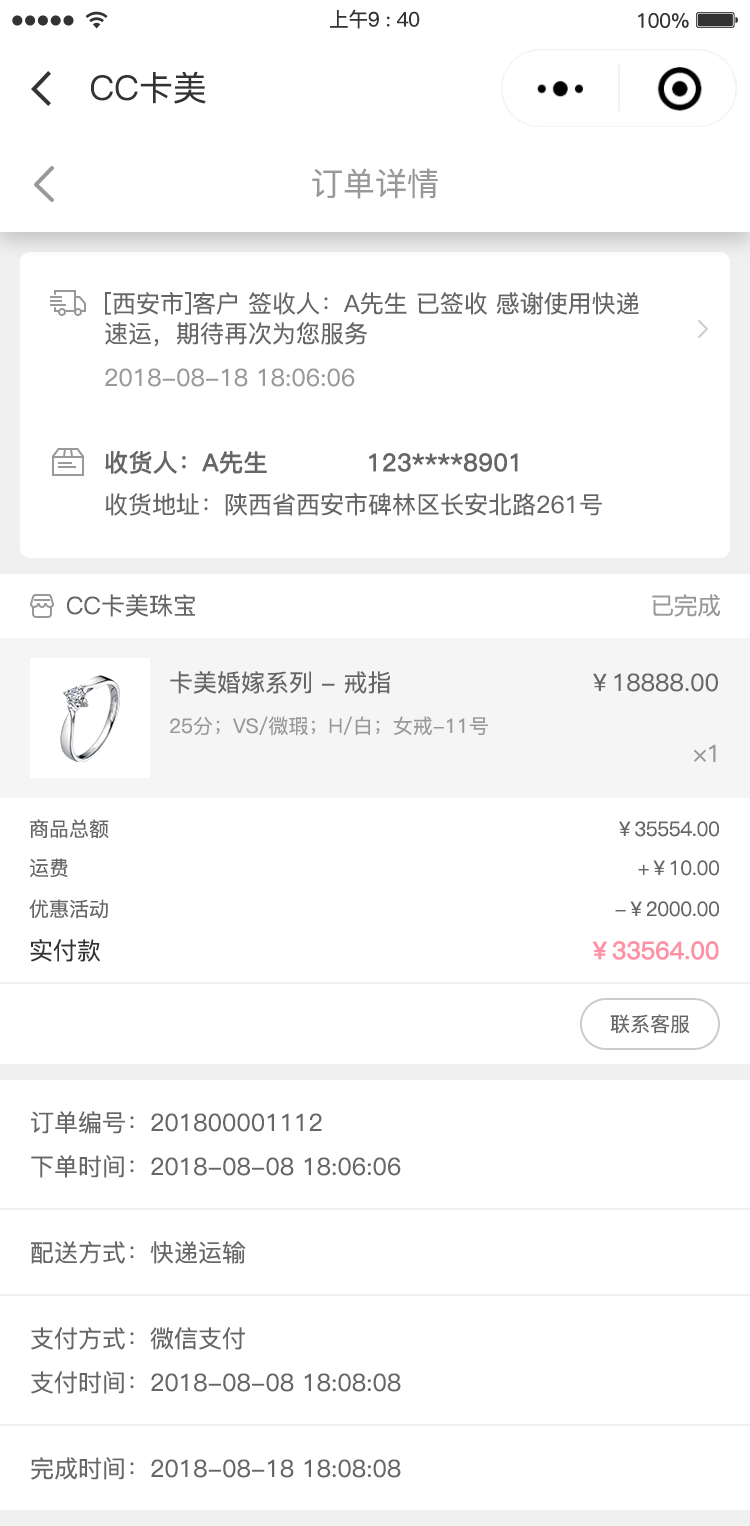 上午9 : 40
100%
CC卡美
订单详情
[西安市]客户 签收人：A先生 已签收 感谢使用快递
速运，期待再次为您服务
2018-08-18 18:06:06
收货人：A先生 123****8901
收货地址：陕西省西安市碑林区长安北路261号
CC卡美珠宝 已完成
卡美婚嫁系列 - 戒指 ¥18888.00
25分；VS/微瑕；H/白；女戒-11号
×1
商品总额 ¥35554.00
运费 +¥10.00
优惠活动 -¥2000.00
实付款 ¥33564.00
联系客服
订单编号：201800001112
下单时间：2018-08-08 18:06:06
配送方式：快递运输
支付方式：微信支付
支付时间：2018-08-08 18:08:08
完成时间：2018-08-18 18:08:08